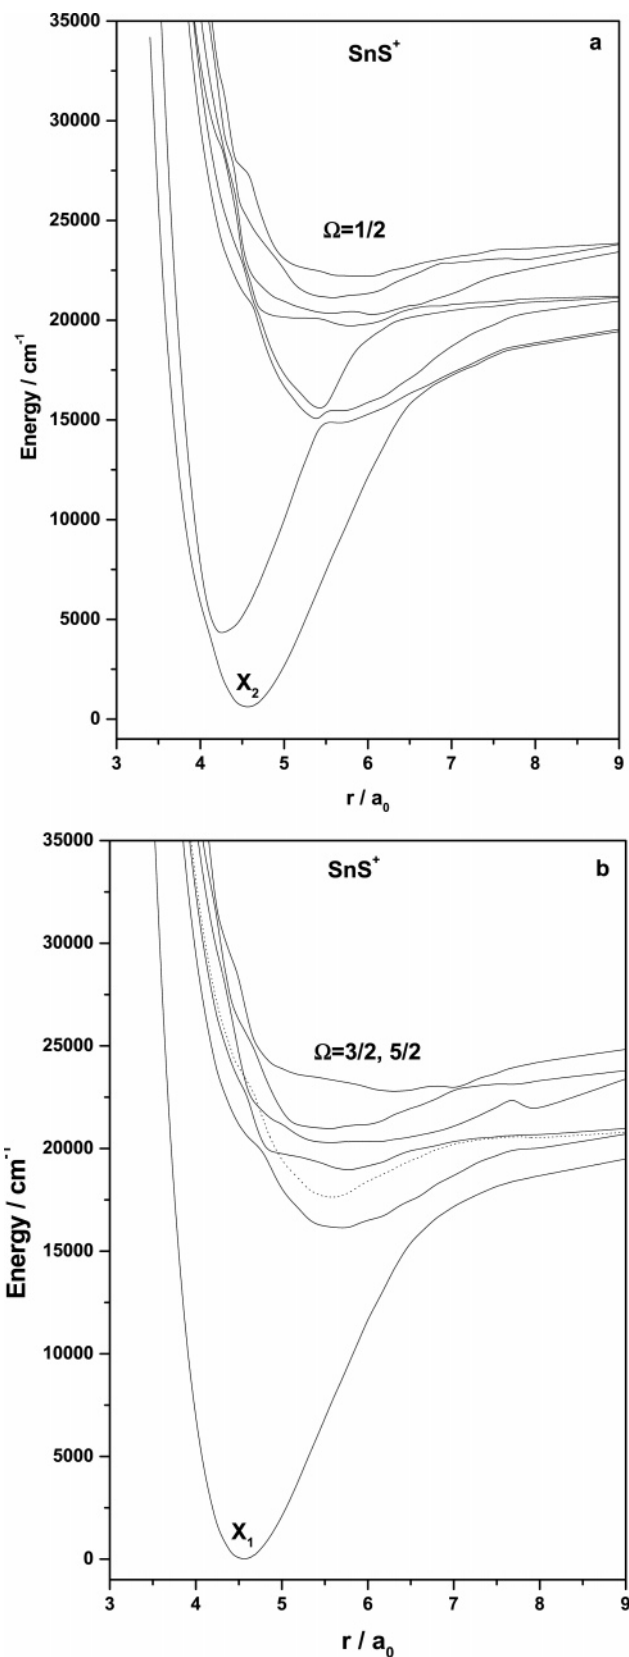 35000
a
SnS⁺
30000
25000
Ω=1/2
20000
15000
10000
5000
X₂
0
3 4 5 6 7 8 9
Energy / cm⁻¹
r / a₀
35000
SnS⁺
b
30000
25000
Ω=3/2, 5/2
20000
15000
10000
5000
X₁
0
3 4 5 6 7 8 9
Energy / cm⁻¹
r / a₀